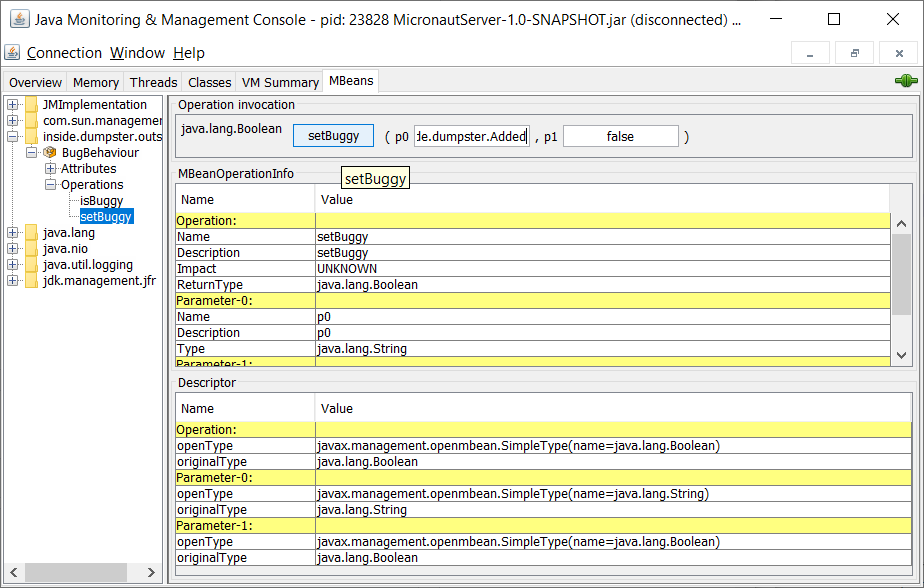 Java Monitoring & Management Console - pid: 23828 MicronautServer-1.0-SNAPSHOT.jar (disconnected) ...
Connection Window Help
Overview Memory Threads Classes VM Summary MBeans
JMImplementation
com.sun.managemer
inside.dumpster.outs
BugBehaviour
Attributes
Operations
isBuggy
setBuggy
java.lang
java.nio
java.util.logging
jdk.management.jfr
Operation invocation
java.lang.Boolean setBuggy ( p0 de.dumpster.Added , p1 false )
MBeanOperationInfo
setBuggy
Name Value
Operation:
Name setBuggy
Description setBuggy
Impact UNKNOWN
ReturnType java.lang.Boolean
Parameter-0:
Name p0
Description p0
Type java.lang.String
Parameter-1:
Descriptor
Name Value
Operation:
openType javax.management.openmbean.SimpleType(name=java.lang.Boolean)
originalType java.lang.Boolean
Parameter-0:
openType javax.management.openmbean.SimpleType(name=java.lang.String)
originalType java.lang.String
Parameter-1:
openType javax.management.openmbean.SimpleType(name=java.lang.Boolean)
originalType java.lang.Boolean